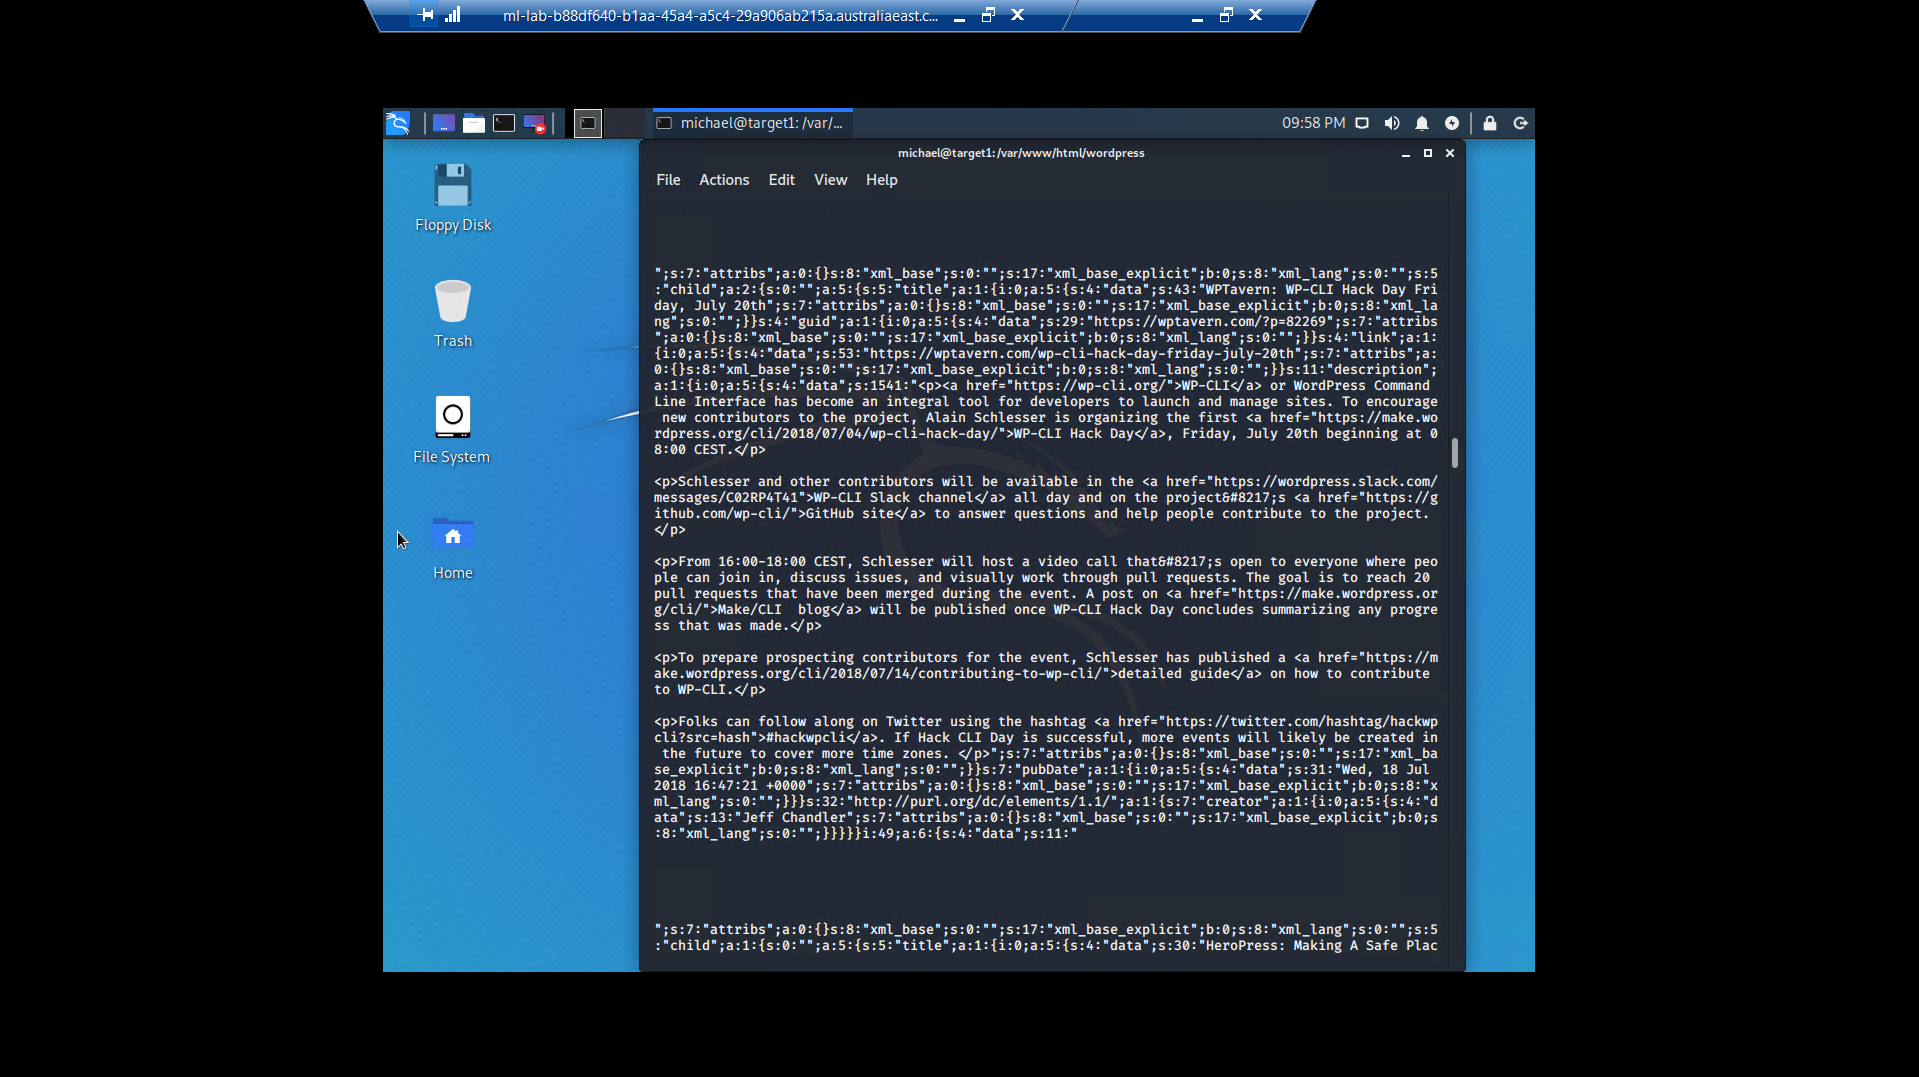 ml-lab-b88df640-b1aa-45a4-a5c4-29a906ab215a.australiaeast.c...
michael@target1: /var/...
09:58 PM
michael@target1: /var/www/html/wordpress
File Actions Edit View Help
Floppy Disk
Trash
File System
Home
";s:7:"attribs";a:0:{}s:8:"xml_base";s:0:"";s:17:"xml_base_explicit";b:0;s:8:"xml_lang";s:0:"";s:5
:"child";a:2:{s:0:"";a:5:{s:5:"title";a:1:{i:0;a:5:{s:4:"data";s:43:"WPTavern: WP-CLI Hack Day Fri
day, July 20th";s:7:"attribs";a:0:{}s:8:"xml_base";s:0:"";s:17:"xml_base_explicit";b:0;s:8:"xml_la
ng";s:0:"";}}s:4:"guid";a:1:{i:0;a:5:{s:4:"data";s:29:"https://wptavern.com/?p=82269";s:7:"attribs
";a:0:{}s:8:"xml_base";s:0:"";s:17:"xml_base_explicit";b:0;s:8:"xml_lang";s:0:"";}}s:4:"link";a:1:
{i:0;a:5:{s:4:"data";s:53:"https://wptavern.com/wp-cli-hack-day-friday-july-20th";s:7:"attribs";a:
0:{}s:8:"xml_base";s:0:"";s:17:"xml_base_explicit";b:0;s:8:"xml_lang";s:0:"";}}s:11:"description";
a:1:{i:0;a:5:{s:4:"data";s:1541:"<p><a href="https://wp-cli.org/">WP-CLI</a> or WordPress Command
Line Interface has become an integral tool for developers to launch and manage sites. To encourage
new contributors to the project, Alain Schlesser is organizing the first <a href="https://make.wo
rdpress.org/cli/2018/07/04/wp-cli-hack-day/">WP-CLI Hack Day</a>, Friday, July 20th beginning at 0
8:00 CEST.</p>
<p>Schlesser and other contributors will be available in the <a href="https://wordpress.slack.com/
messages/C02RP4T41">WP-CLI Slack channel</a> all day and on the project&#8217;s <a href="https://g
ithub.com/wp-cli/">GitHub site</a> to answer questions and help people contribute to the project.
</p>
<p>From 16:00-18:00 CEST, Schlesser will host a video call that&#8217;s open to everyone where peo
ple can join in, discuss issues, and visually work through pull requests. The goal is to reach 20
pull requests that have been merged during the event. A post on <a href="https://make.wordpress.or
g/cli/">Make/CLI  blog</a> will be published once WP-CLI Hack Day concludes summarizing any progre
ss that was made.</p>
<p>To prepare prospecting contributors for the event, Schlesser has published a <a href="https://m
ake.wordpress.org/cli/2018/07/14/contributing-to-wp-cli/">detailed guide</a> on how to contribute
to WP-CLI.</p>
<p>Folks can follow along on Twitter using the hashtag <a href="https://twitter.com/hashtag/hackwp
cli?src=hash">#hackwpcli</a>. If Hack CLI Day is successful, more events will likely be created in
the future to cover more time zones. </p>";s:7:"attribs";a:0:{}s:8:"xml_base";s:0:"";s:17:"xml_ba
se_explicit";b:0;s:8:"xml_lang";s:0:"";}}s:7:"pubDate";a:1:{i:0;a:5:{s:4:"data";s:31:"Wed, 18 Jul
2018 16:47:21 +0000";s:7:"attribs";a:0:{}s:8:"xml_base";s:0:"";s:17:"xml_base_explicit";b:0;s:8:"x
ml_lang";s:0:"";}}}s:32:"http://purl.org/dc/elements/1.1/";a:1:{s:7:"creator";a:1:{i:0;a:5:{s:4:"d
ata";s:13:"Jeff Chandler";s:7:"attribs";a:0:{}s:8:"xml_base";s:0:"";s:17:"xml_base_explicit";b:0;s
:8:"xml_lang";s:0:"";}}}}}i:49;a:6:{s:4:"data";s:11:"
";s:7:"attribs";a:0:{}s:8:"xml_base";s:0:"";s:17:"xml_base_explicit";b:0;s:8:"xml_lang";s:0:"";s:5
:"child";a:1:{s:0:"";a:5:{s:5:"title";a:1:{i:0;a:5:{s:4:"data";s:30:"HeroPress: Making A Safe Plac